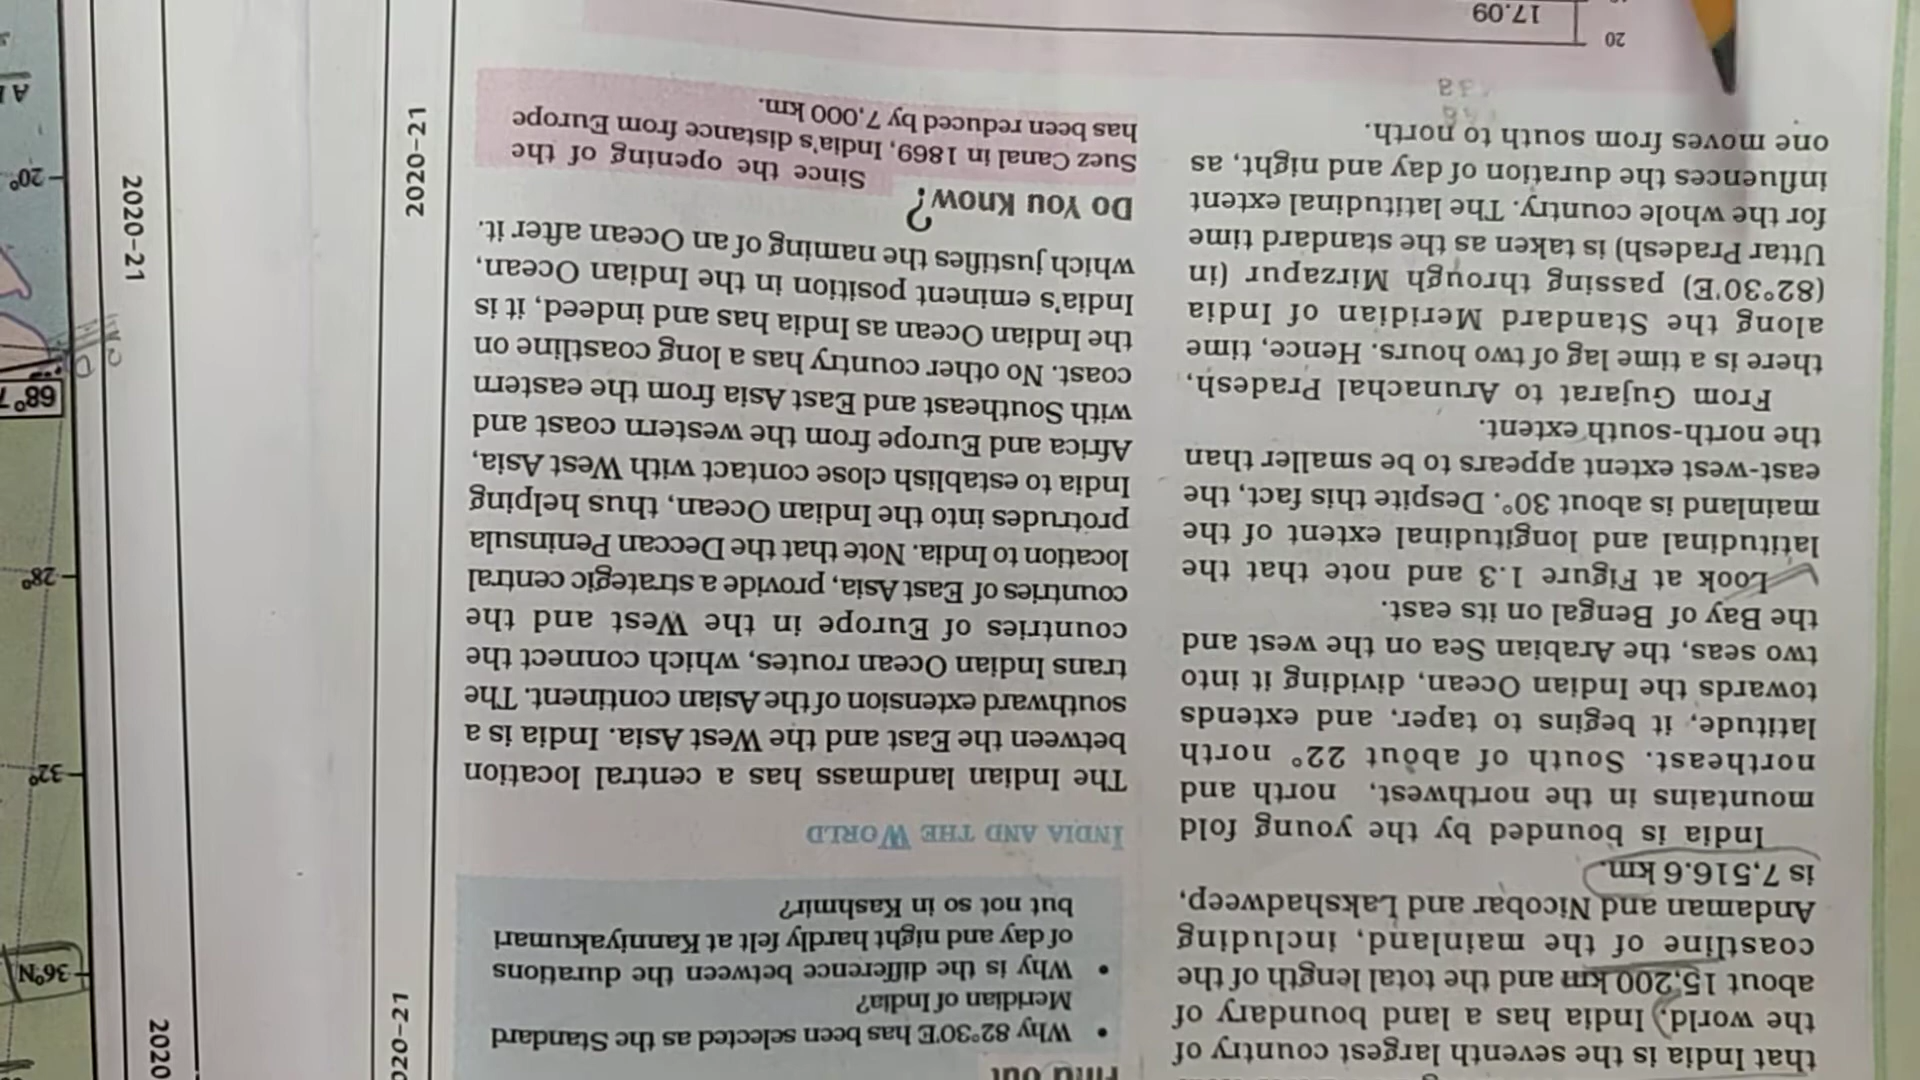 that India is the seventh largest country of
the world. India has a land boundary of
about 15,200 km and the total length of the
coastline of the mainland, including
Andaman and Nicobar and Lakshadweep,
is 7,516.6 km.
India is bounded by the young fold
mountains in the northwest, north and
northeast. South of about 22° north
latitude, it begins to taper, and extends
towards the Indian Ocean, dividing it into
two seas, the Arabian Sea on the west and
the Bay of Bengal on its east.
Look at Figure 1.3 and note that the
latitudinal and longitudinal extent of the
mainland is about 30°. Despite this fact, the
east-west extent appears to be smaller than
the north-south extent.
From Gujarat to Arunachal Pradesh,
there is a time lag of two hours. Hence, time
along the Standard Meridian of India
(82°30'E) passing through Mirzapur (in
Uttar Pradesh) is taken as the standard time
for the whole country. The latitudinal extent
influences the duration of day and night, as
one moves from south to north.
20
17.09
Find out
• Why 82°30'E has been selected as the Standard
Meridian of India?
• Why is the difference between the durations
of day and night hardly felt at Kanniyakumari
but not so in Kashmir?
INDIA AND THE WORLD
The Indian landmass has a central location
between the East and the West Asia. India is a
southward extension of the Asian continent. The
trans Indian Ocean routes, which connect the
countries of Europe in the West and the
countries of East Asia, provide a strategic central
location to India. Note that the Deccan Peninsula
protrudes into the Indian Ocean, thus helping
India to establish close contact with West Asia,
Africa and Europe from the western coast and
with Southeast and East Asia from the eastern
coast. No other country has a long coastline on
the Indian Ocean as India has and indeed, it is
India's eminent position in the Indian Ocean,
which justifies the naming of an Ocean after it.
DO YOU KNOW? Since the opening of the
Suez Canal in 1869, India's distance from Europe
has been reduced by 7,000 km.
2020-21
2020-21
2020
36°N
32°
28°
68°7
20°